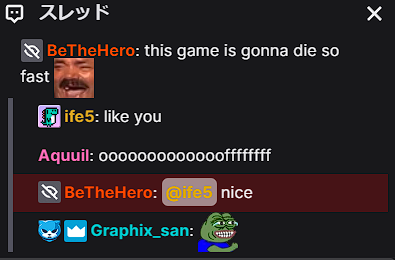 スレッド
BeTheHero: this game is gonna die so
fast
ife5: like you
Aquuil: oooooooooooooffffffff
BeTheHero: @ife5 nice
Graphix_san: